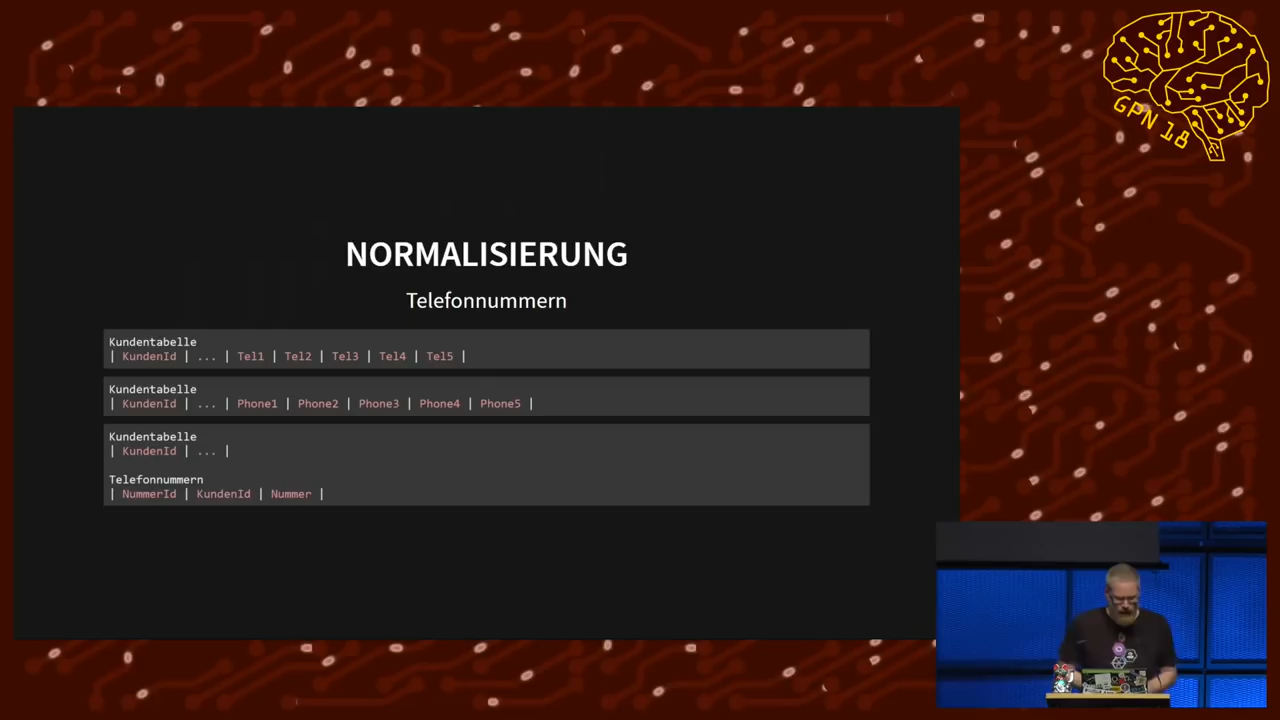 GPN 18
NORMALISIERUNG
Telefonnummern
Kundentabelle
| KundenId | ... | Tel1 | Tel2 | Tel3 | Tel4 | Tel5 |
Kundentabelle
| KundenId | ... | Phone1 | Phone2 | Phone3 | Phone4 | Phone5 |
Kundentabelle
| KundenId | ... |
Telefonnummern
| NummerId | KundenId | Nummer |